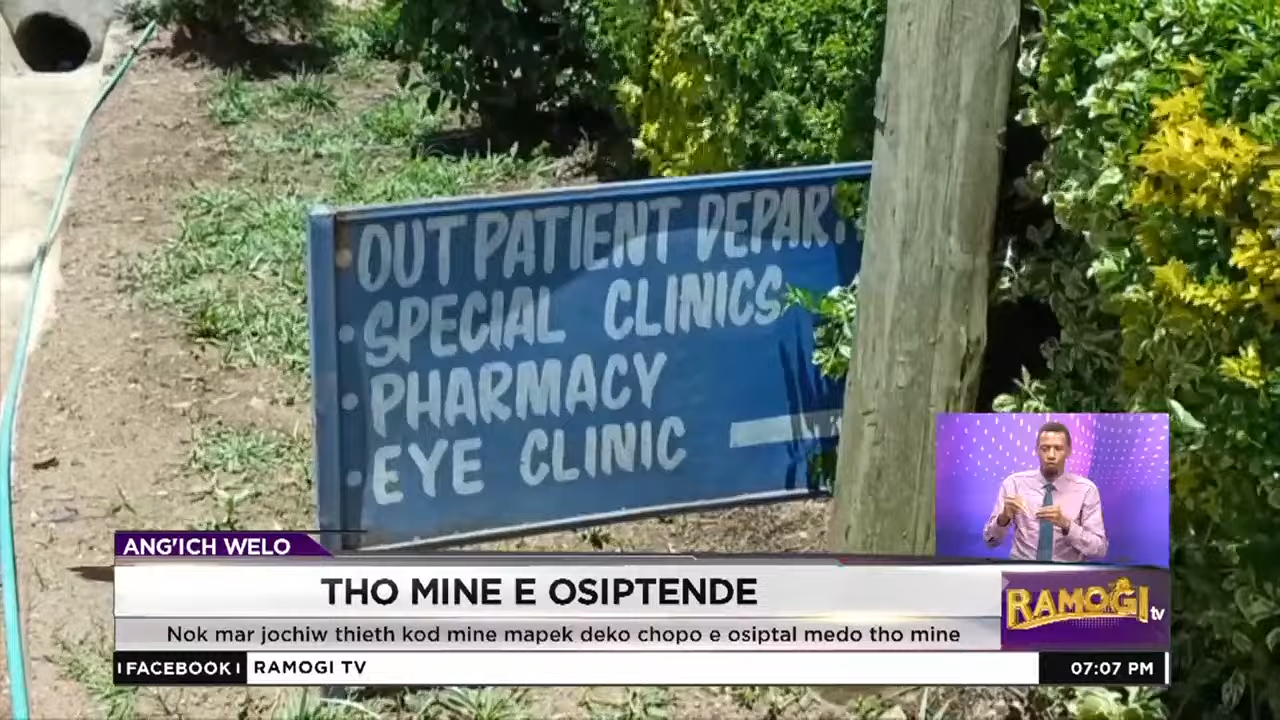 OUT PATIENT DEPAR
• SPECIAL CLINICS
• PHARMACY
• EYE CLINIC
ANG'ICH WELO
THO MINE E OSIPTENDE
Nok mar jochiw thieth kod mine mapek deko chopo e osiptal medo tho mine
RAMOGI tv
FACEBOOK
RAMOGI TV
07:07 PM